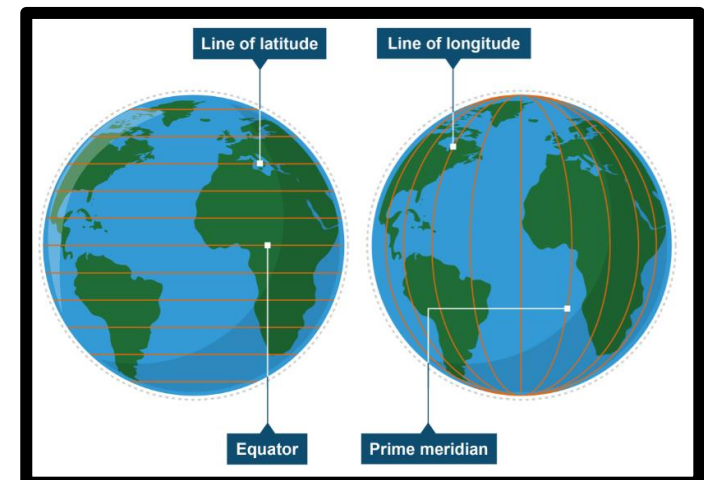 Line of latitude
Line of longitude
Equator
Prime meridian